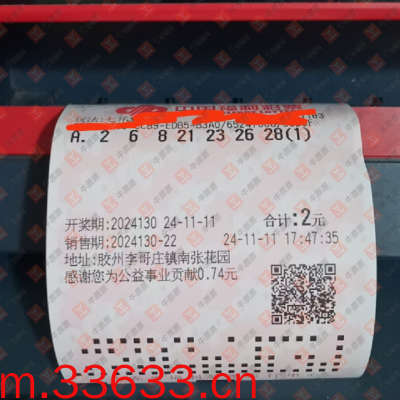 中国福利彩票
A. 2 6 8 21 23 26 28(1)
开奖期:2024130 24-11-11 合计:2元
销售期:2024130-22 24-11-11 17:47:35
地址:胶州李哥庄镇南张花园
感谢您为公益事业贡献0.74元
m.33633.cn